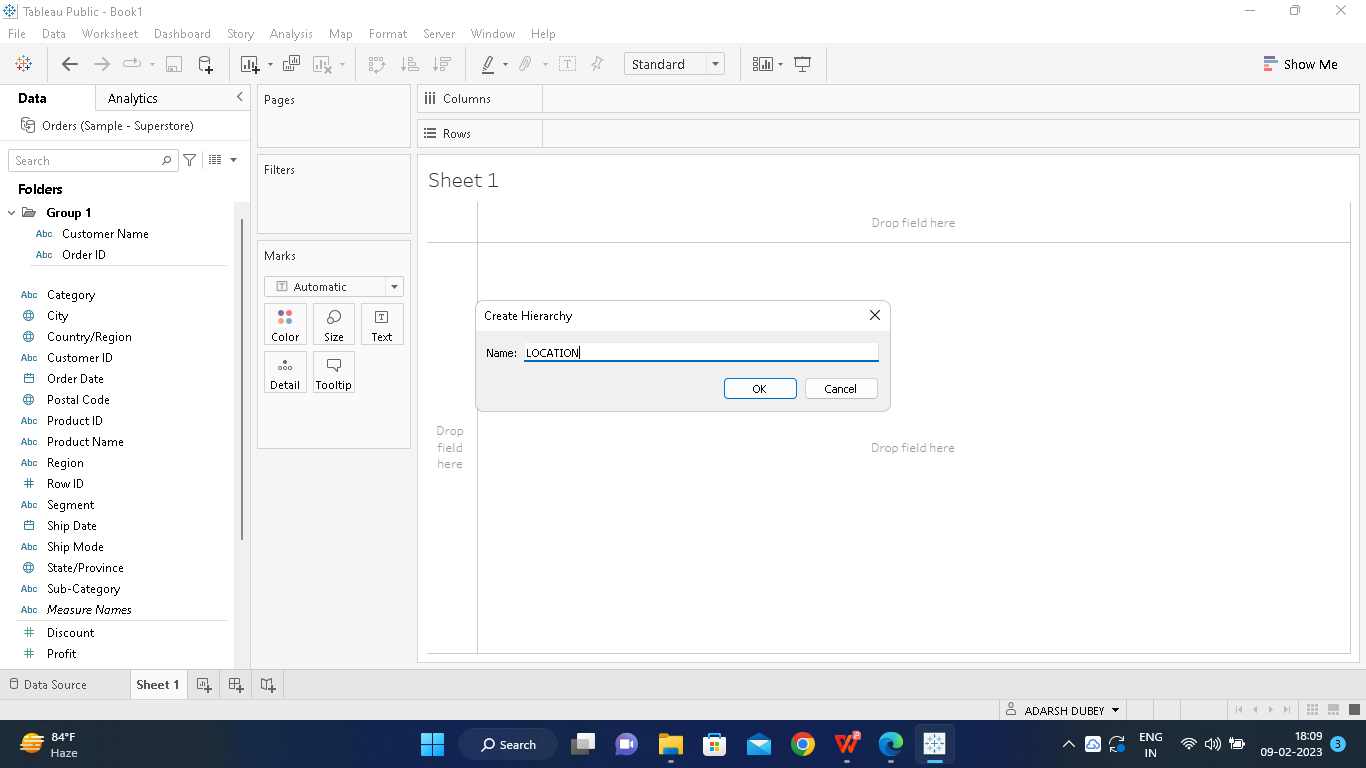 Tableau Public - Book1
File Data Worksheet Dashboard Story Analysis Map Format Server Window Help
Standard
Show Me
Data Analytics
Orders (Sample - Superstore)
Search
Folders
Group 1
Abc Customer Name
Abc Order ID
Abc Category
City
Country/Region
Abc Customer ID
Order Date
Postal Code
Abc Product ID
Abc Product Name
Abc Region
# Row ID
Abc Segment
Ship Date
Abc Ship Mode
State/Province
Abc Sub-Category
Abc Measure Names
# Discount
# Profit
Pages
Filters
Marks
T Automatic
Color Size Text
Detail Tooltip
Columns
Rows
Sheet 1
Drop field here
Drop
field
here
Drop field here
Create Hierarchy
Name: LOCATION
OK Cancel
Data Source Sheet 1
ADARSH DUBEY
84°F
Haze
Search
ENG
IN
18:09
09-02-2023
3